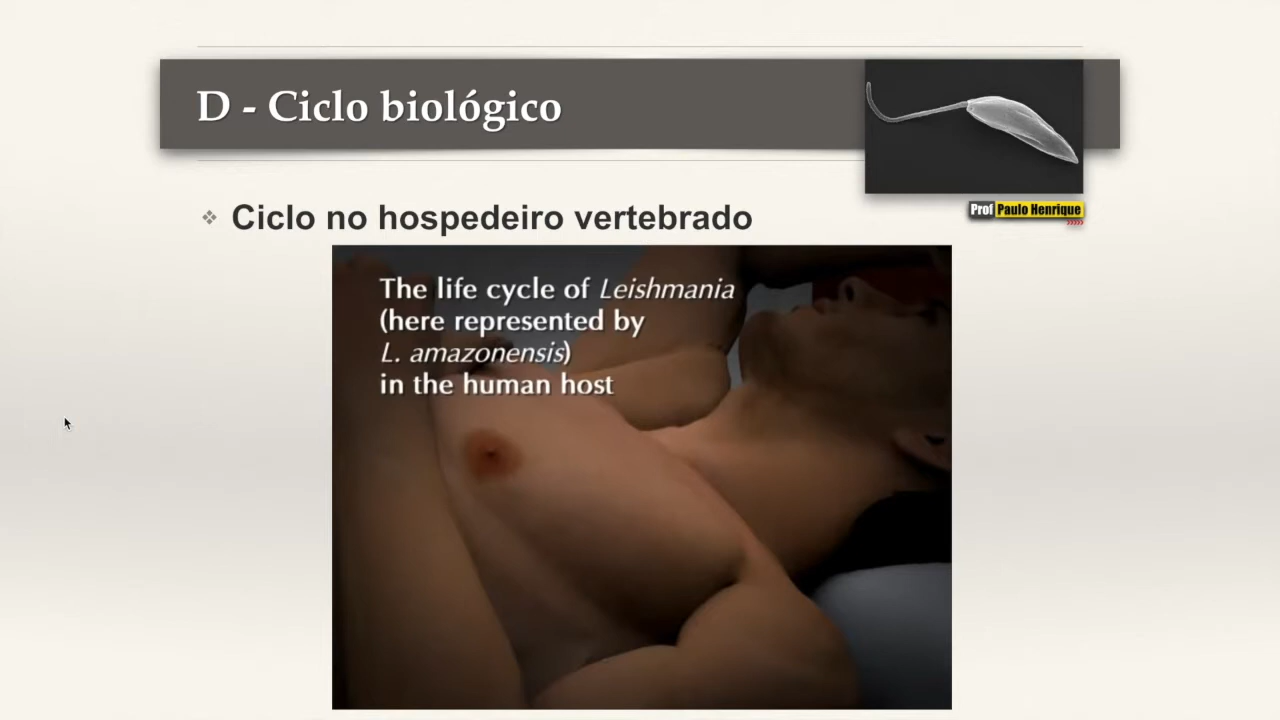 D - Ciclo biológico
Prof Paulo Henrique
Ciclo no hospedeiro vertebrado
The life cycle of Leishmania
(here represented by
L. amazonensis)
in the human host